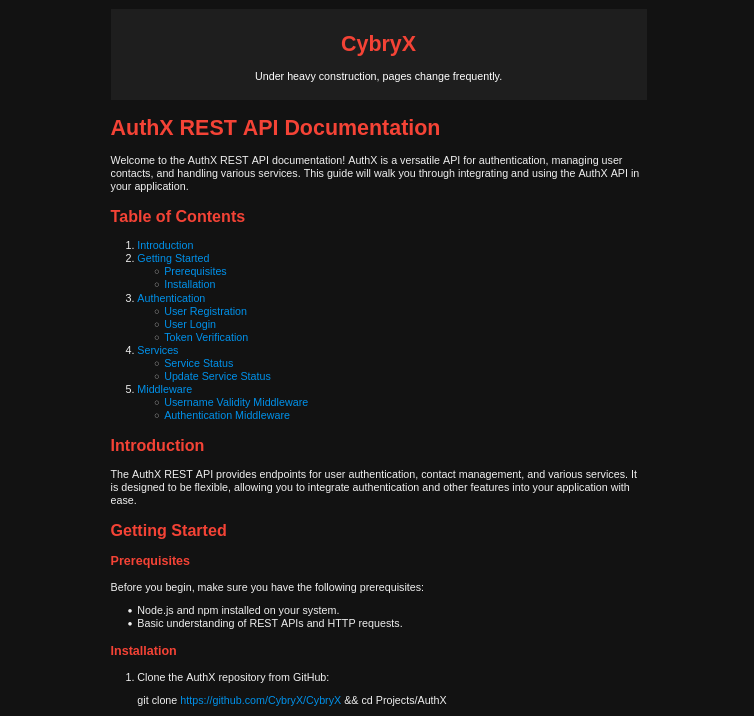 CybryX
Under heavy construction, pages change frequently.
AuthX REST API Documentation
Welcome to the AuthX REST API documentation! AuthX is a versatile API for authentication, managing user
contacts, and handling various services. This guide will walk you through integrating and using the AuthX API in
your application.
Table of Contents
1. Introduction
2. Getting Started
○ Prerequisites
○ Installation
3. Authentication
○ User Registration
○ User Login
○ Token Verification
4. Services
○ Service Status
○ Update Service Status
5. Middleware
○ Username Validity Middleware
○ Authentication Middleware
Introduction
The AuthX REST API provides endpoints for user authentication, contact management, and various services. It
is designed to be flexible, allowing you to integrate authentication and other features into your application with
ease.
Getting Started
Prerequisites
Before you begin, make sure you have the following prerequisites:
• Node.js and npm installed on your system.
• Basic understanding of REST APIs and HTTP requests.
Installation
1. Clone the AuthX repository from GitHub:
git clone https://github.com/CybryX/CybryX && cd Projects/AuthX